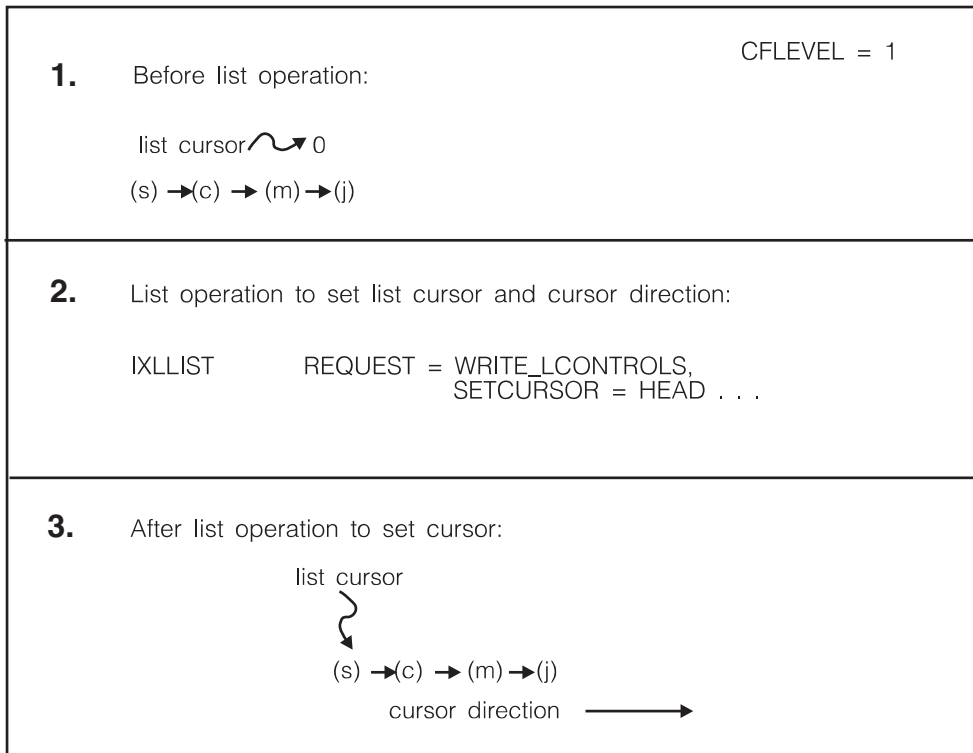 CFLEVEL = 1
1. Before list operation:
list cursor 0
(s) (c) (m) (j)
2. List operation to set list cursor and cursor direction:
IXLLIST REQUEST = WRITE_LCONTROLS,
SETCURSOR = HEAD . . .
3. After list operation to set cursor:
list cursor
(s) (c) (m) (j)
cursor direction